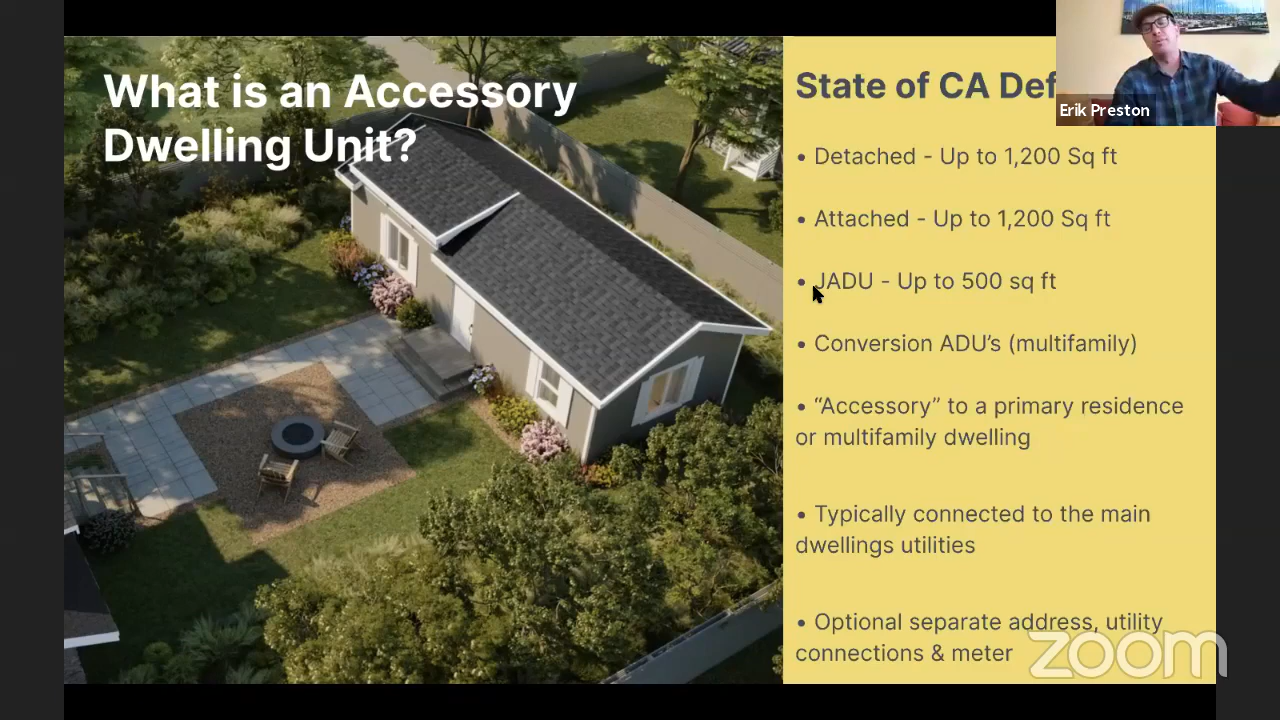 What is an Accessory
Dwelling Unit?
State of CA Def
Erik Preston
• Detached - Up to 1,200 Sq ft
• Attached - Up to 1,200 Sq ft
• JADU - Up to 500 sq ft
• Conversion ADU’s (multifamily)
• “Accessory” to a primary residence
or multifamily dwelling
• Typically connected to the main
dwellings utilities
• Optional separate address, utility
connections & meter
zoom